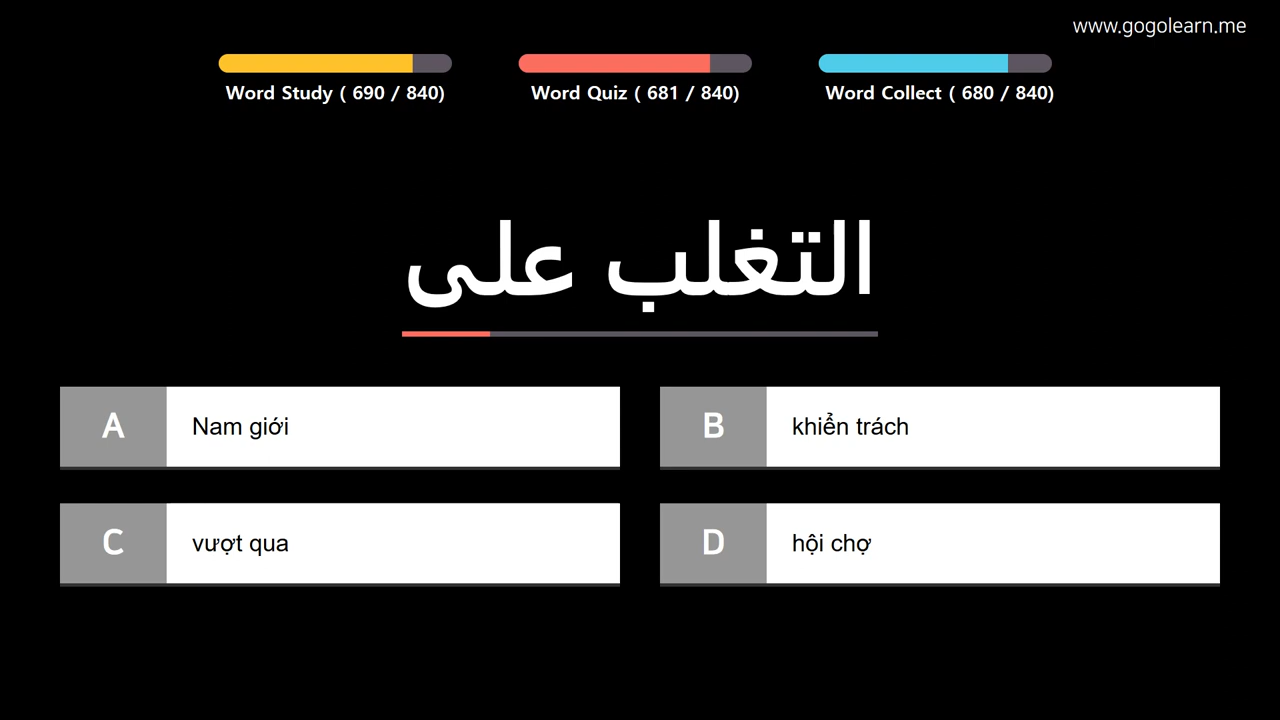 www.gogolearn.me
Word Study ( 690 / 840)
Word Quiz ( 681 / 840)
Word Collect ( 680 / 840)
التغلب على
A
Nam giới
B
khiển trách
C
vượt qua
D
hội chợ